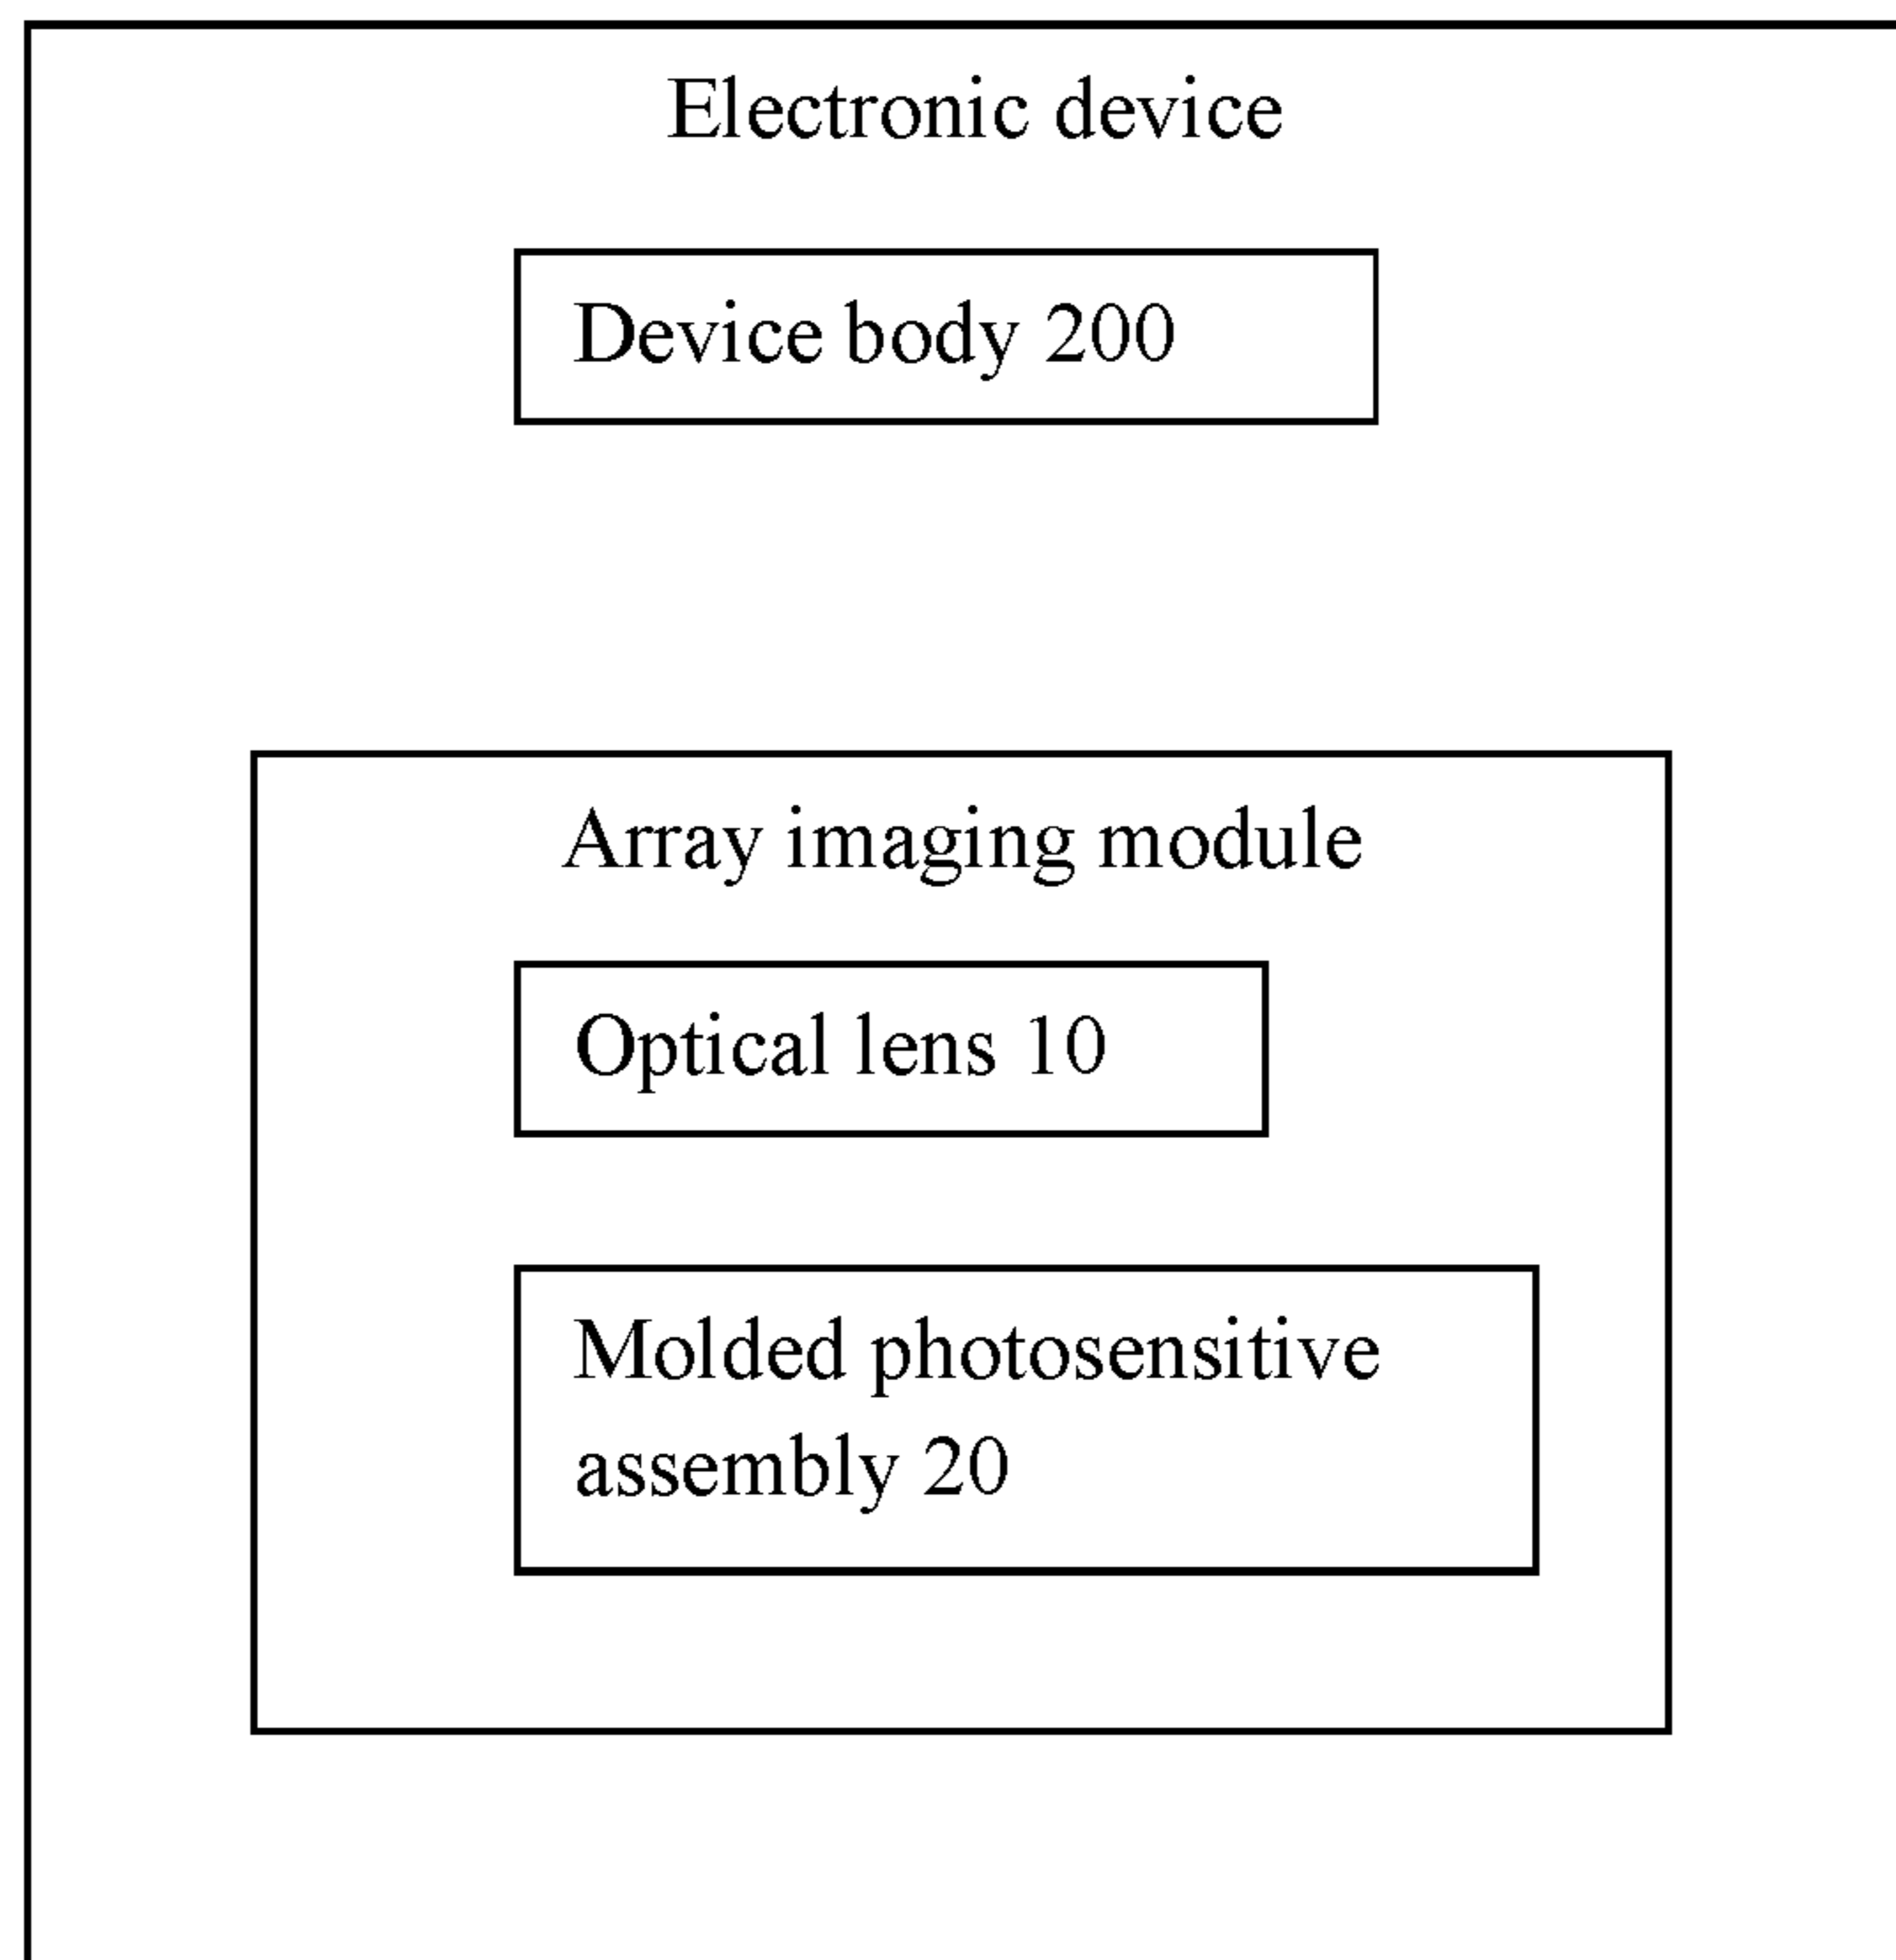 Electronic device
Device body 200
Array imaging module
Optical lens 10
Molded photosensitive
assembly 20